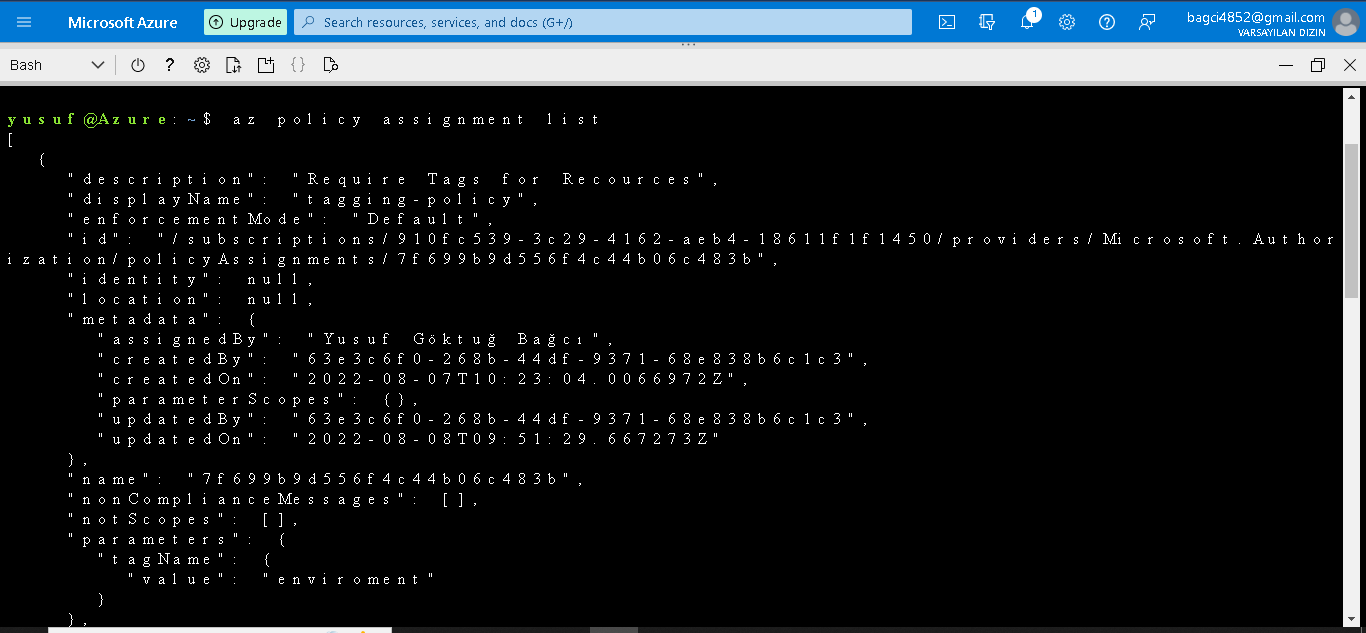 Microsoft Azure
Upgrade
Search resources, services, and docs (G+/)
1
bagci4852@gmail.com
VARSAYILAN DIZIN
Bash
yusuf@Azure:~$ az policy assignment list
[
{
"description": "Require Tags for Recources",
"displayName": "tagging-policy",
"enforcementMode": "Default",
"id": "/subscriptions/910fc539-3c29-4162-aeb4-18611f1f1450/providers/Microsoft.Author
ization/policyAssignments/7f699b9d556f4c44b06c483b",
"identity": null,
"location": null,
"metadata": {
"assignedBy": "Yusuf Göktuğ Bağcı",
"createdBy": "63e3c6f0-268b-44df-9371-68e838b6c1c3",
"createdOn": "2022-08-07T10:23:04.0066972Z",
"parameterScopes": {},
"updatedBy": "63e3c6f0-268b-44df-9371-68e838b6c1c3",
"updatedOn": "2022-08-08T09:51:29.667273Z"
},
"name": "7f699b9d556f4c44b06c483b",
"nonComplianceMessages": [],
"notScopes": [],
"parameters": {
"tagName": {
"value": "enviroment"
}
},